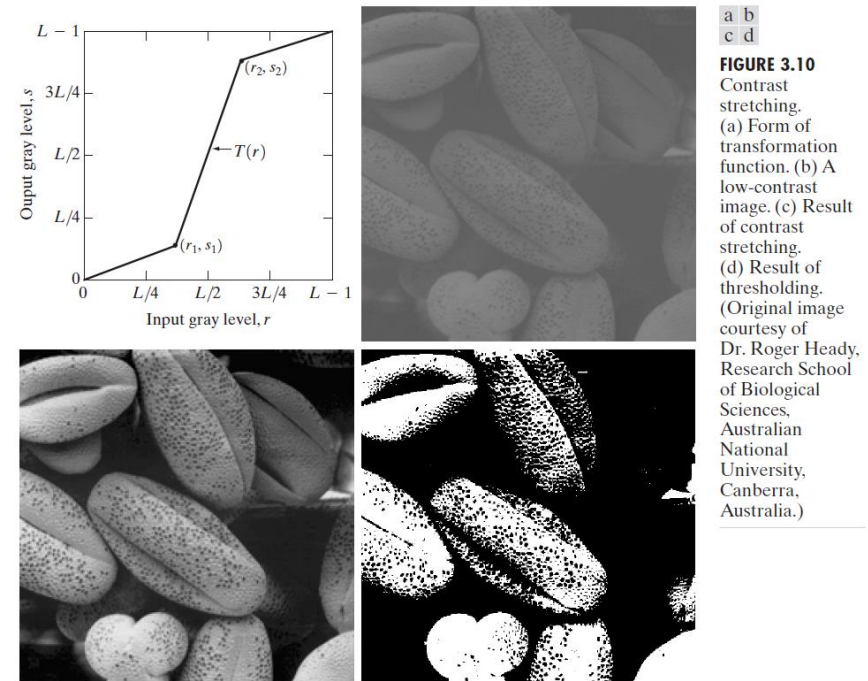 L − 1
3L/4
L/2
L/4
0
Ouput gray level, s
(r₂, s₂)
T(r)
(r₁, s₁)
0 L/4 L/2 3L/4 L − 1
Input gray level, r
a b
c d
FIGURE 3.10
Contrast
stretching.
(a) Form of
transformation
function. (b) A
low-contrast
image. (c) Result
of contrast
stretching.
(d) Result of
thresholding.
(Original image
courtesy of
Dr. Roger Heady,
Research School
of Biological
Sciences,
Australian
National
University,
Canberra,
Australia.)